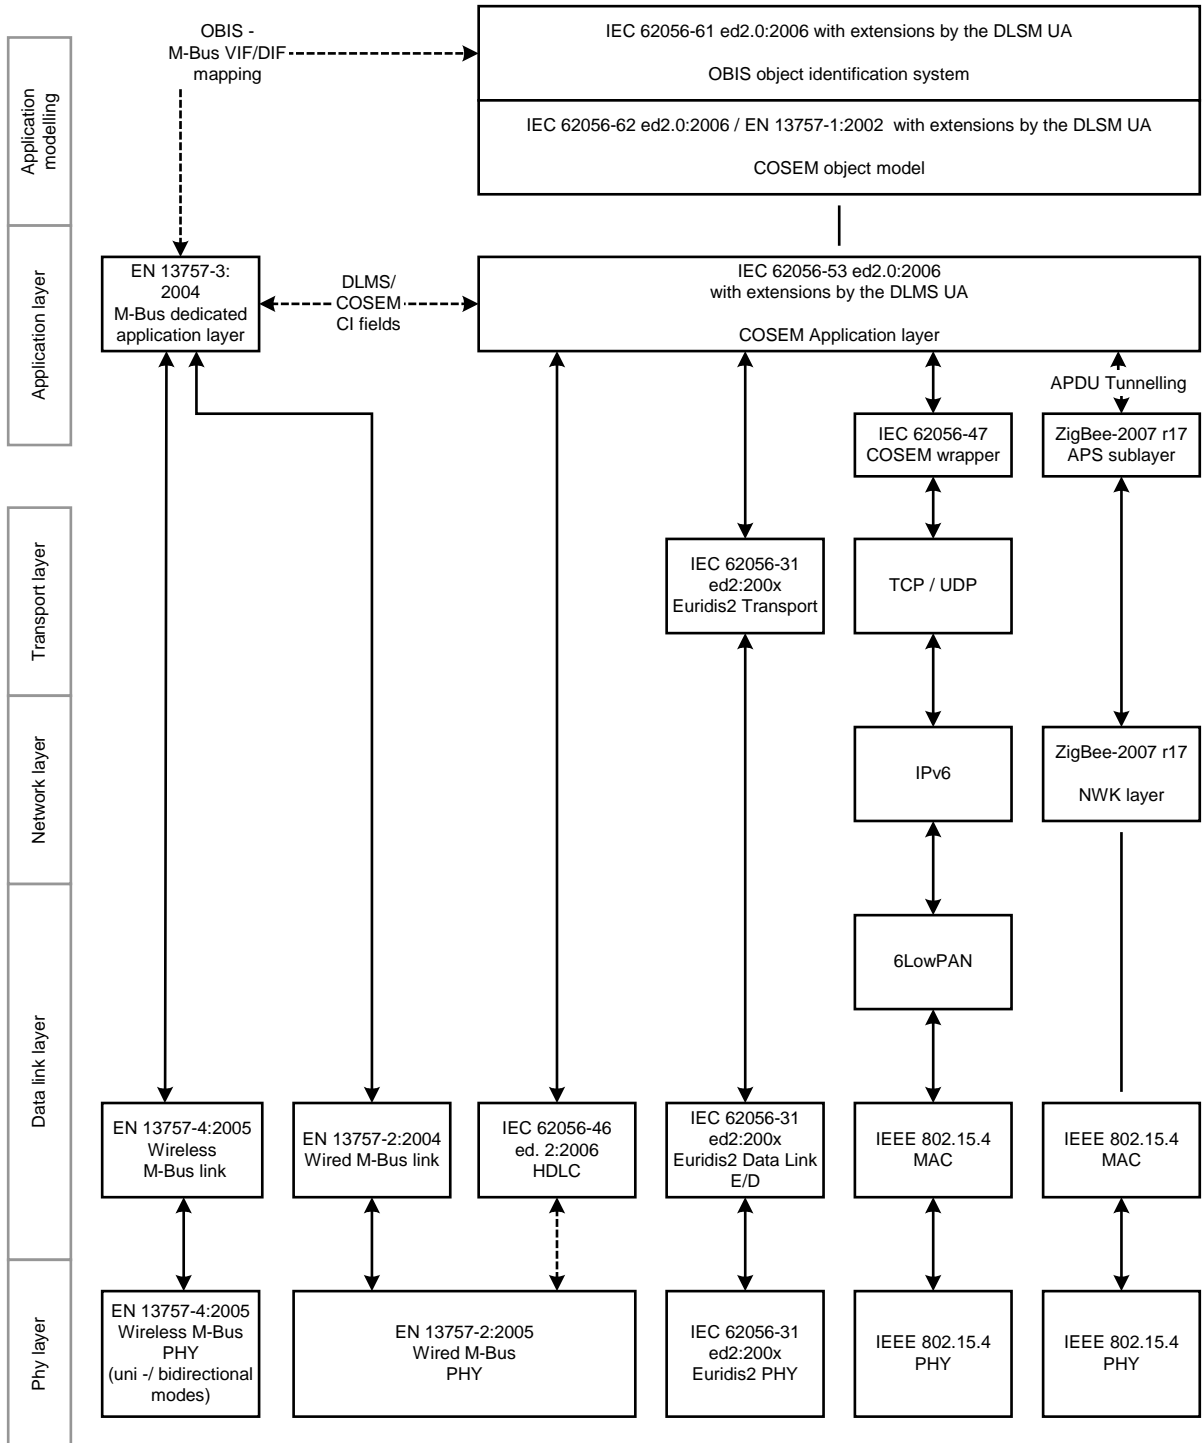 OBIS -
M-Bus VIF/DIF
mapping
IEC 62056-61 ed2.0:2006 with extensions by the DLSM UA
OBIS object identification system
IEC 62056-62 ed2.0:2006 / EN 13757-1:2002  with extensions by the DLSM UA
COSEM object model
Application
modelling
Application layer
EN 13757-3:
2004
M-Bus dedicated
application layer
DLMS/
COSEM
CI fields
IEC 62056-53 ed2.0:2006
with extensions by the DLMS UA
COSEM Application layer
APDU Tunnelling
IEC 62056-47
COSEM wrapper
ZigBee-2007 r17
APS sublayer
Transport layer
IEC 62056-31
ed2:200x
Euridis2 Transport
TCP / UDP
Network layer
IPv6
ZigBee-2007 r17
NWK layer
Data link layer
6LowPAN
EN 13757-4:2005
Wireless
M-Bus link
EN 13757-2:2004
Wired M-Bus link
IEC 62056-46
ed. 2:2006
HDLC
IEC 62056-31
ed2:200x
Euridis2 Data Link
E/D
IEEE 802.15.4
MAC
IEEE 802.15.4
MAC
Phy layer
EN 13757-4:2005
Wireless M-Bus
PHY
(uni -/ bidirectional
modes)
EN 13757-2:2005
Wired M-Bus
PHY
IEC 62056-31
ed2:200x
Euridis2 PHY
IEEE 802.15.4
PHY
IEEE 802.15.4
PHY